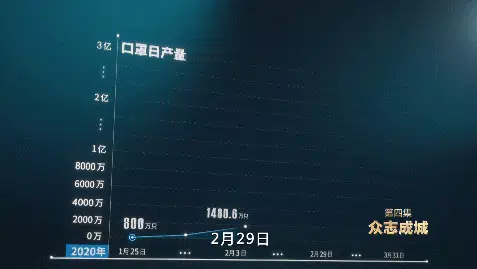 口罩日产量
3亿
2亿
1亿
8000万
6000万
4000万
2000万
0万
800万只
1480.6万只
2020年
1月25日
2月3日
2月29日
3月31日
2月29日
第四集
众志成城